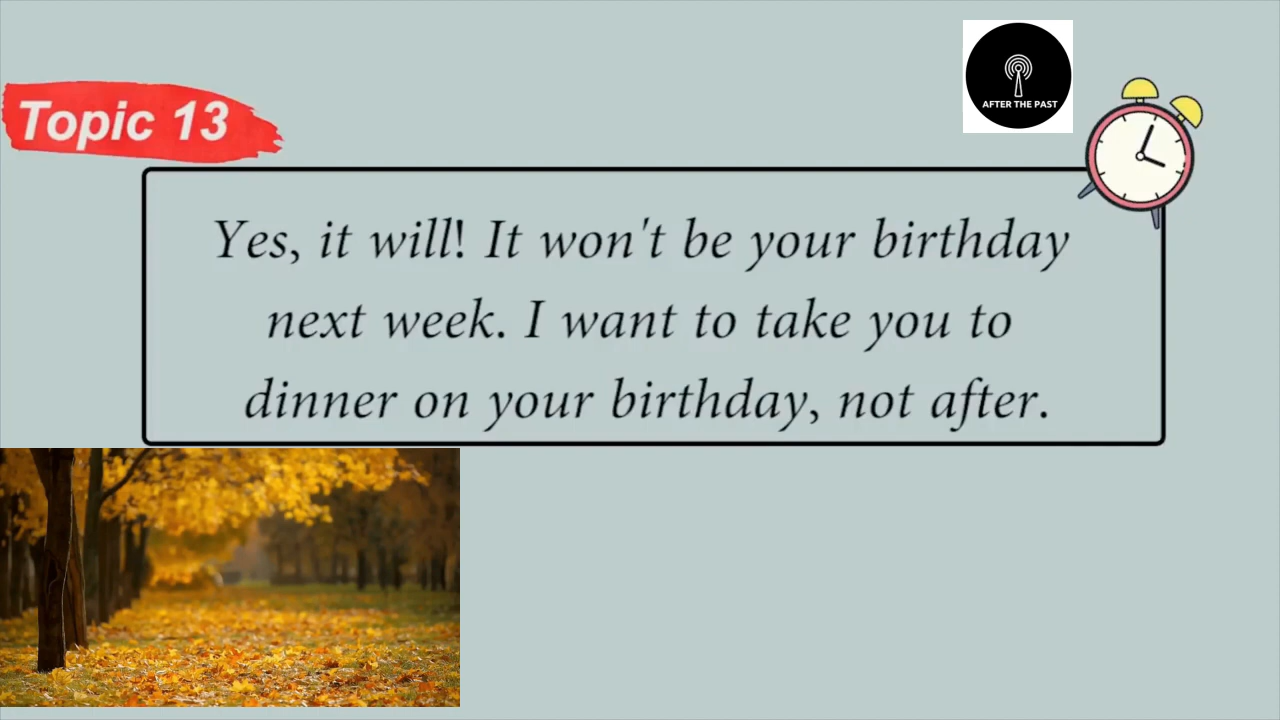 AFTER THE PAST
Topic 13
Yes, it will! It won't be your birthday
next week. I want to take you to
dinner on your birthday, not after.